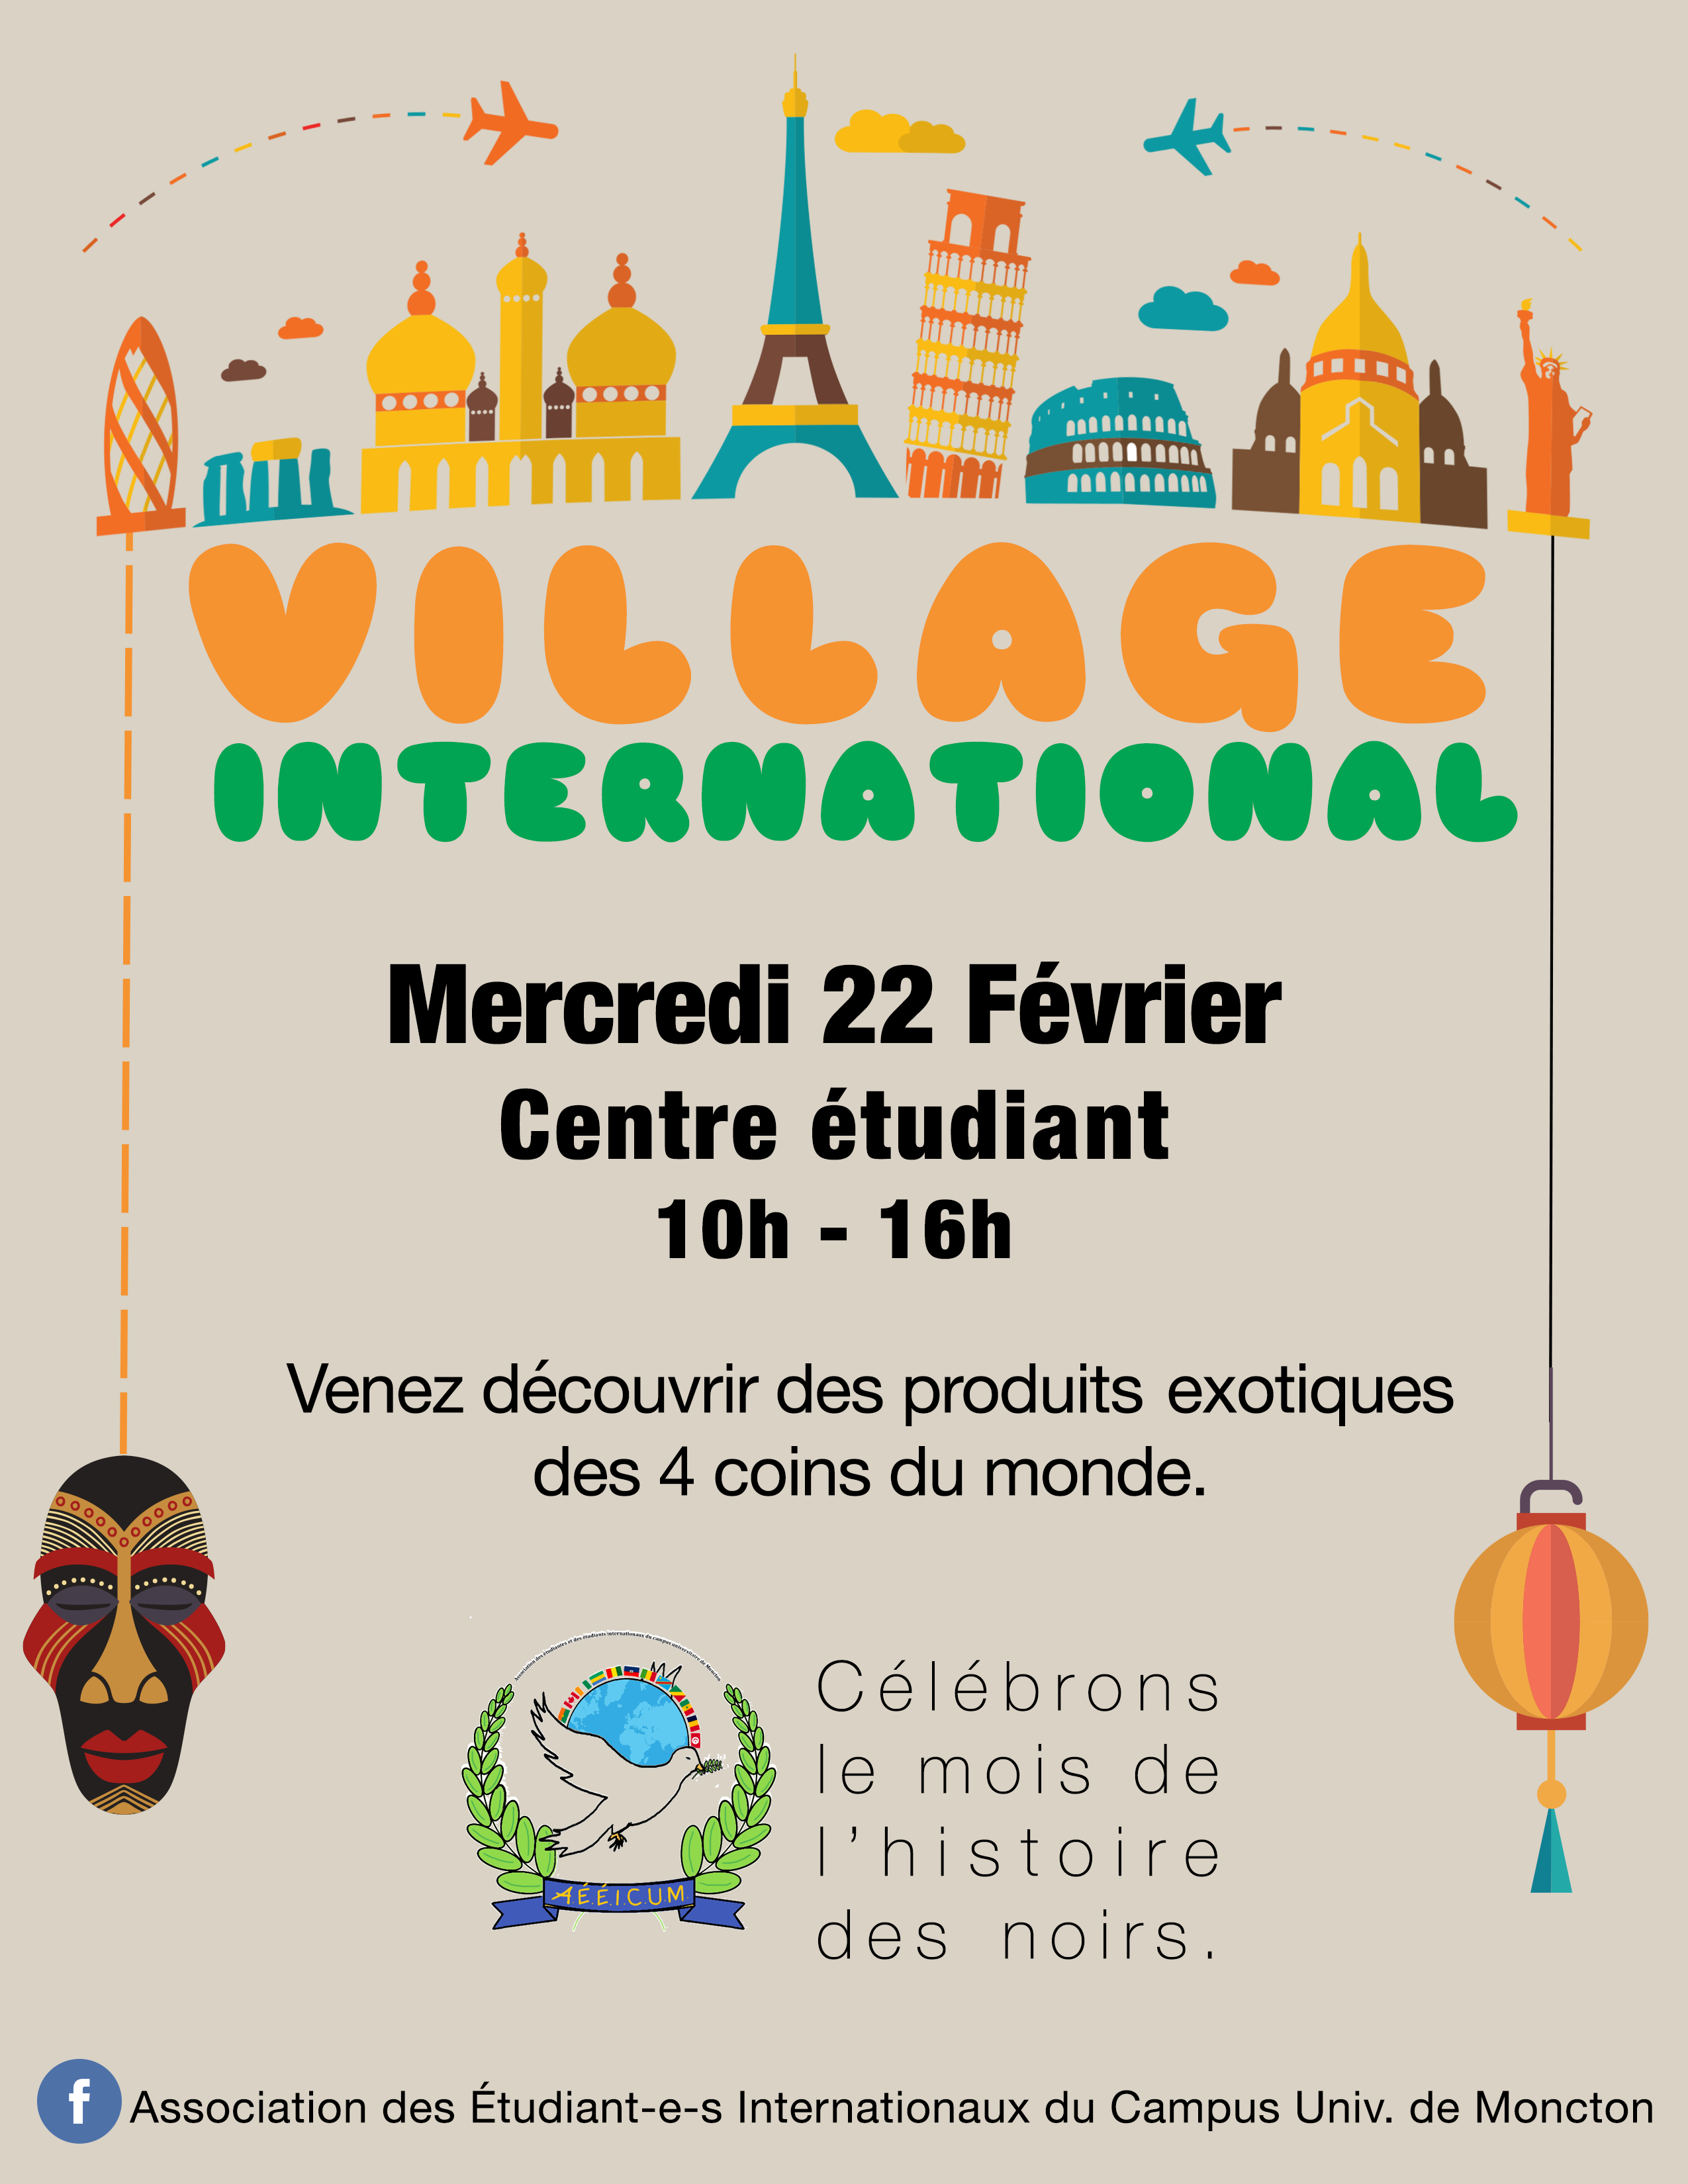 VILLAGE
INTERNATIONAL
Mercredi 22 Février
Centre étudiant
10h - 16h
Venez découvrir des produits exotiques
des 4 coins du monde.
Association des étudiantes et des étudiants internationaux du campus universitaire de Moncton
A.É.É.I.C.U.M.
Célébrons
le mois de
l'histoire
des noirs.
f
Association des Étudiant-e-s Internationaux du Campus Univ. de Moncton